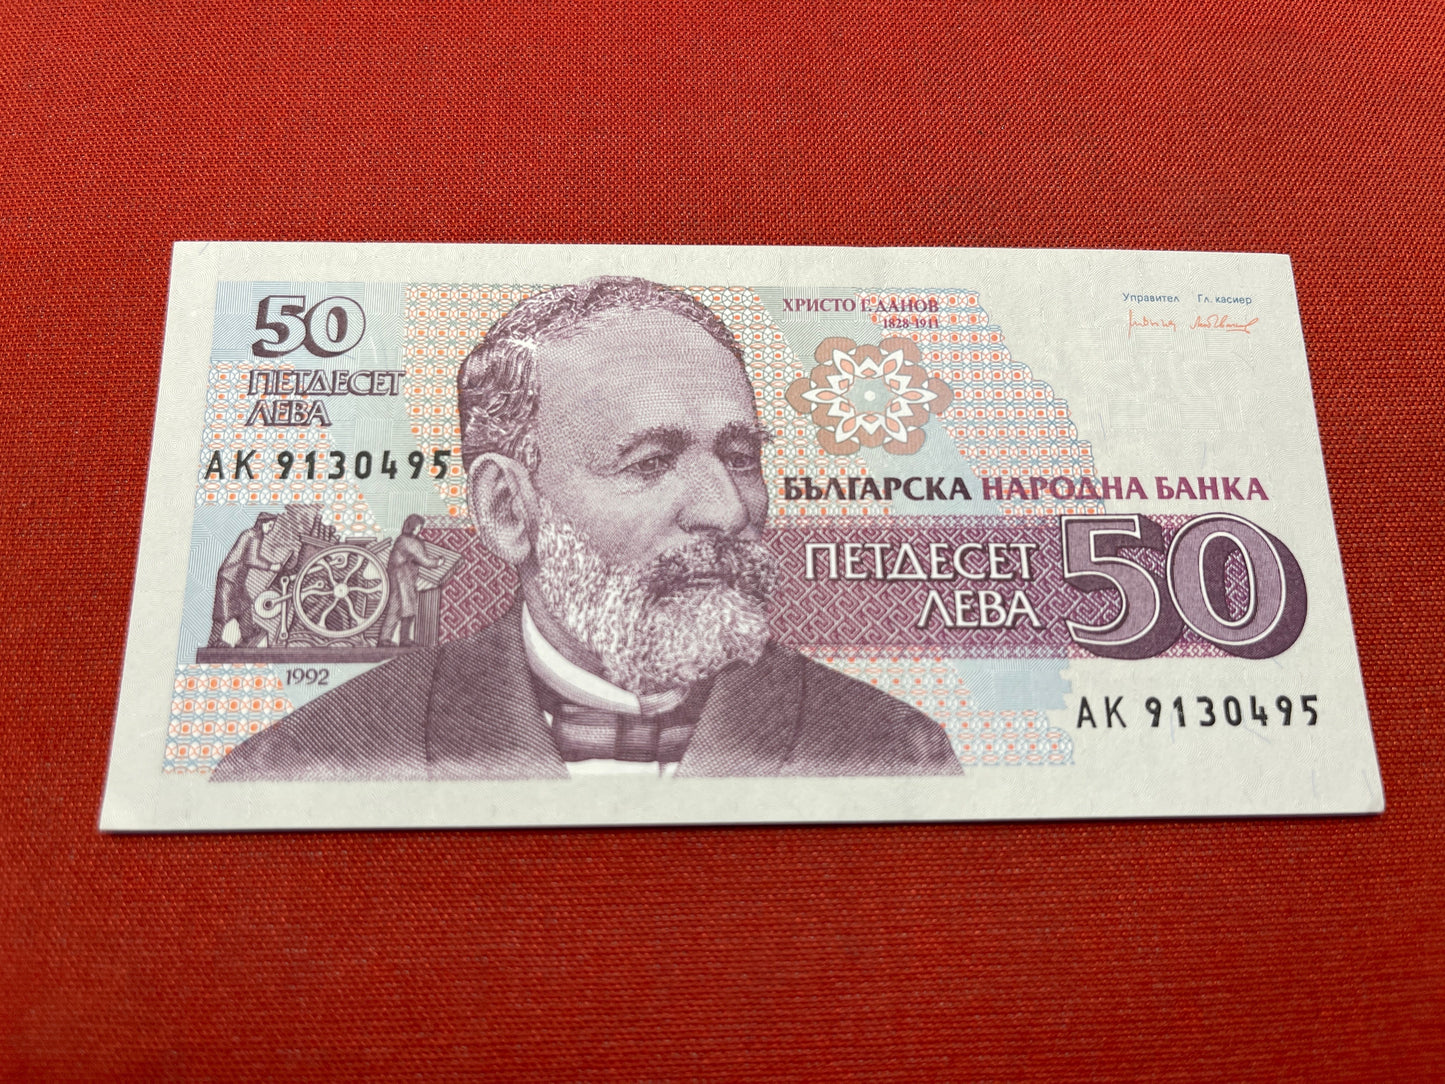 50
ПЕТДЕСЕТ
ЛЕВА
АК 9130495
1992
ХРИСТО Г. ДАНОВ
1828-1911
Управител Гл. касиер
БЪЛГАРСКА НАРОДНА БАНКА
ПЕТДЕСЕТ
ЛЕВА
50
АК 9130495